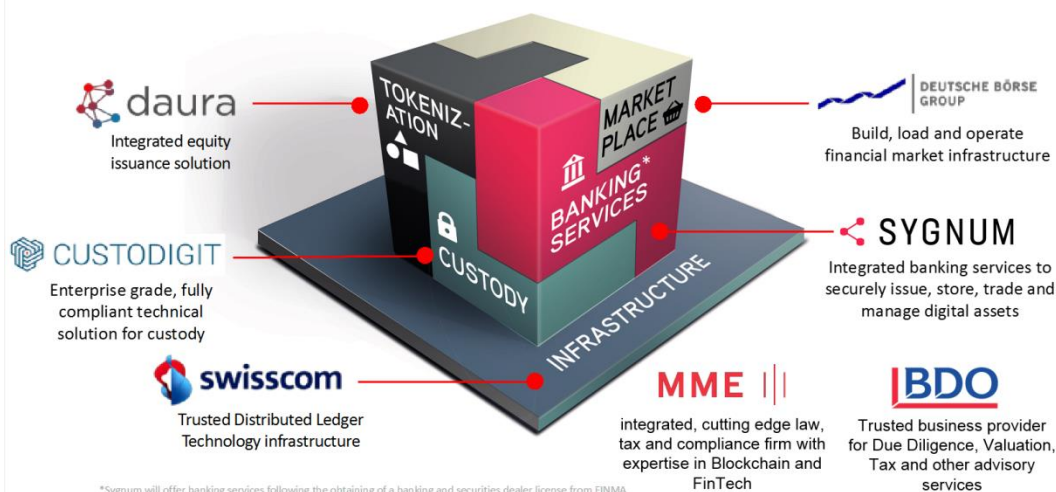 daura
Integrated equity
issuance solution
TOKENIZ-
ATION
MARKET
PLACE
DEUTSCHE BÖRSE
GROUP
Build, load and operate
financial market infrastructure
BANKING*
SERVICES
CUSTODIGIT
Enterprise grade, fully
compliant technical
solution for custody
CUSTODY
SYGNUM
Integrated banking services to
securely issue, store, trade and
manage digital assets
INFRASTRUCTURE
swisscom
Trusted Distributed Ledger
Technology infrastructure
MME
integrated, cutting edge law,
tax and compliance firm with
expertise in Blockchain and
FinTech
BDO
Trusted business provider
for Due Diligence, Valuation,
Tax and other advisory
services
*Sygnum will offer banking services following the obtaining of a banking and securities dealer license from FINMA